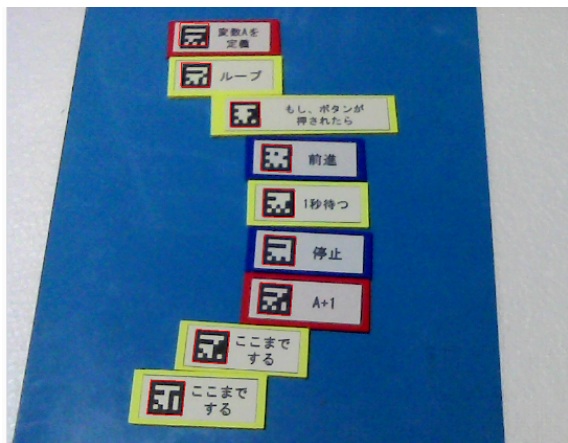 変数Aを
定義
ループ
もし、ボタンが
押されたら
前進
1秒待つ
停止
A+1
ここまで
する
ここまで
する